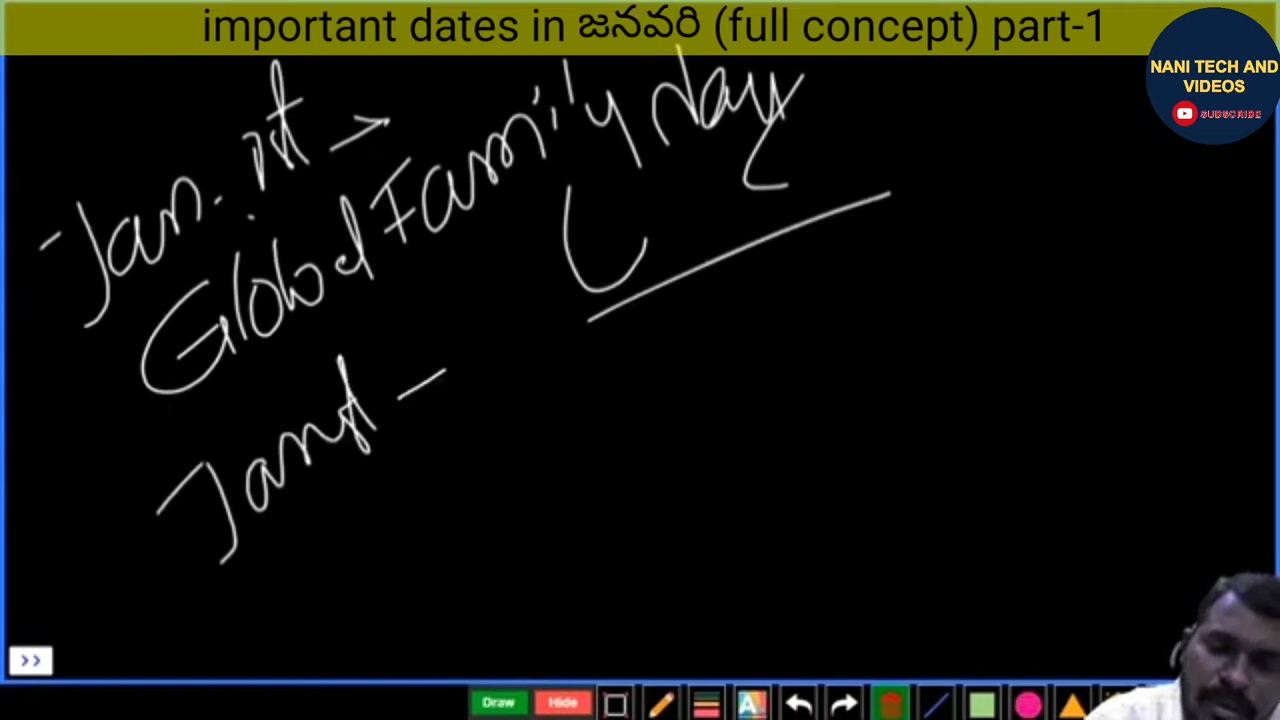 important dates in జనవరి (full concept) part-1
NANI TECH AND
VIDEOS
SUBSCRIBE
Jan. 1st →
Global Family day
Jan
Draw
Hide
A